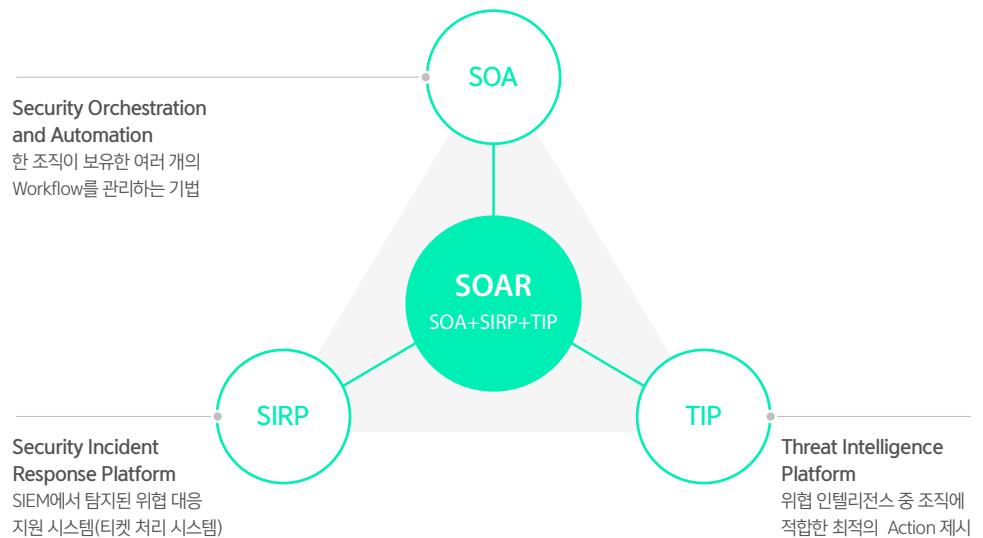 SOA
Security Orchestration
and Automation
한 조직이 보유한 여러 개의
Workflow를 관리하는 기법
SOAR
SOA+SIRP+TIP
SIRP
Security Incident
Response Platform
SIEM에서 탐지된 위협 대응
지원 시스템(티켓 처리 시스템)
TIP
Threat Intelligence
Platform
위협 인텔리전스 중 조직에
적합한 최적의 Action 제시